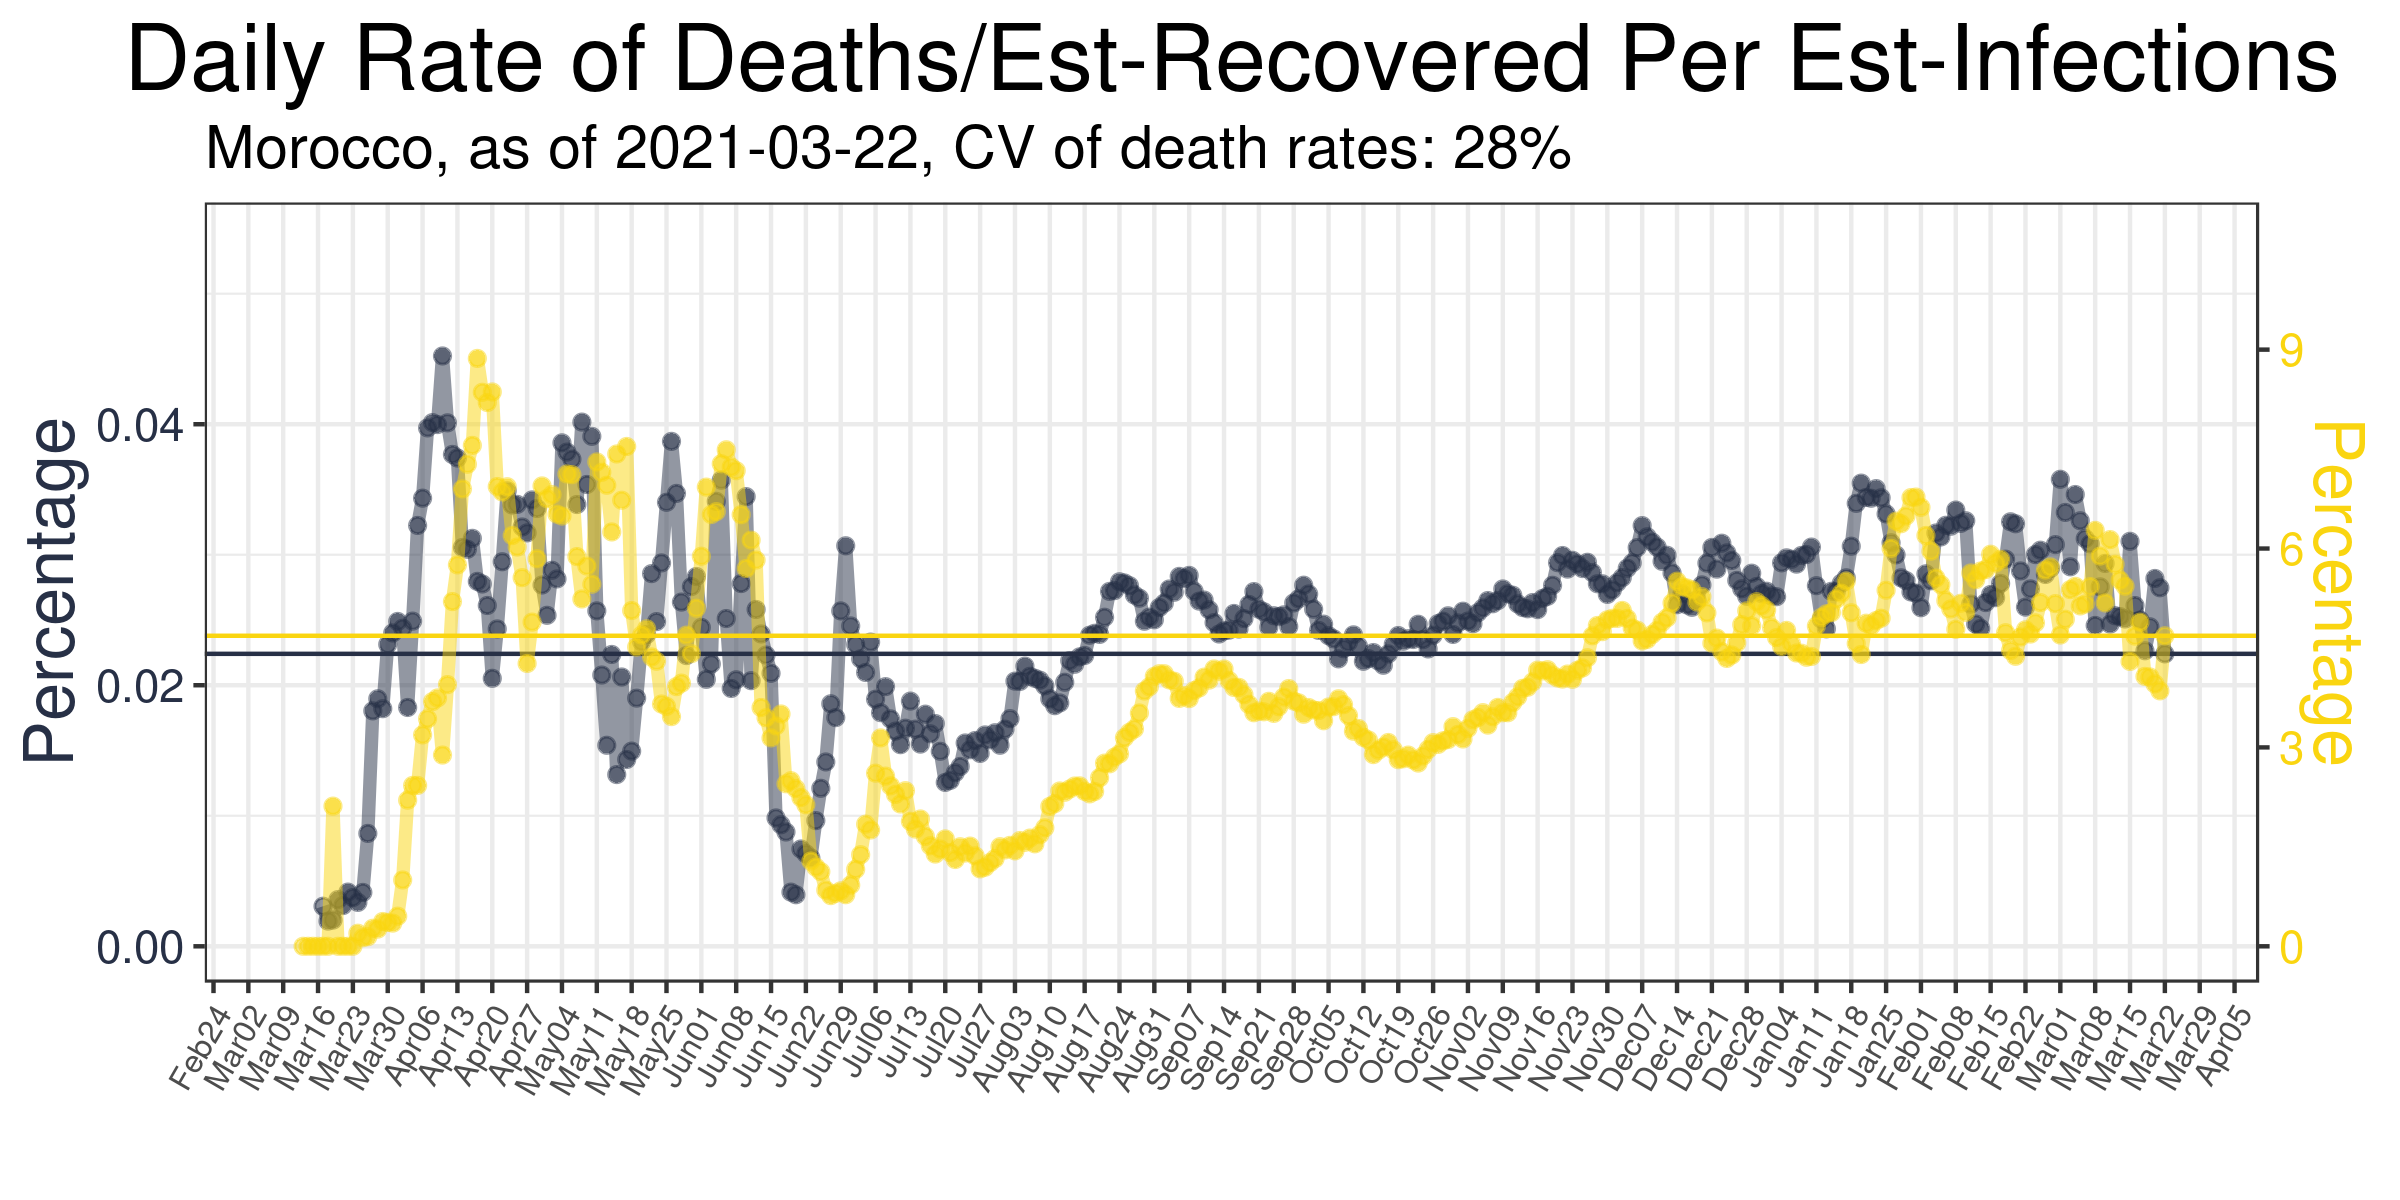 Daily Rate of Deaths/Est-Recovered Per Est-Infections
Morocco, as of 2021-03-22, CV of death rates: 28%
Percentage
0.04
0.02
0.00
9
6
3
0
Percentage
Feb24
Mar02
Mar09
Mar16
Mar23
Mar30
Apr06
Apr13
Apr20
Apr27
May04
May11
May18
May25
Jun01
Jun08
Jun15
Jun22
Jun29
Jul06
Jul13
Jul20
Jul27
Aug03
Aug10
Aug17
Aug24
Aug31
Sep07
Sep14
Sep21
Sep28
Oct05
Oct12
Oct19
Oct26
Nov02
Nov09
Nov16
Nov23
Nov30
Dec07
Dec14
Dec21
Dec28
Jan04
Jan11
Jan18
Jan25
Feb01
Feb08
Feb15
Feb22
Mar01
Mar08
Mar15
Mar22
Mar29
Apr05